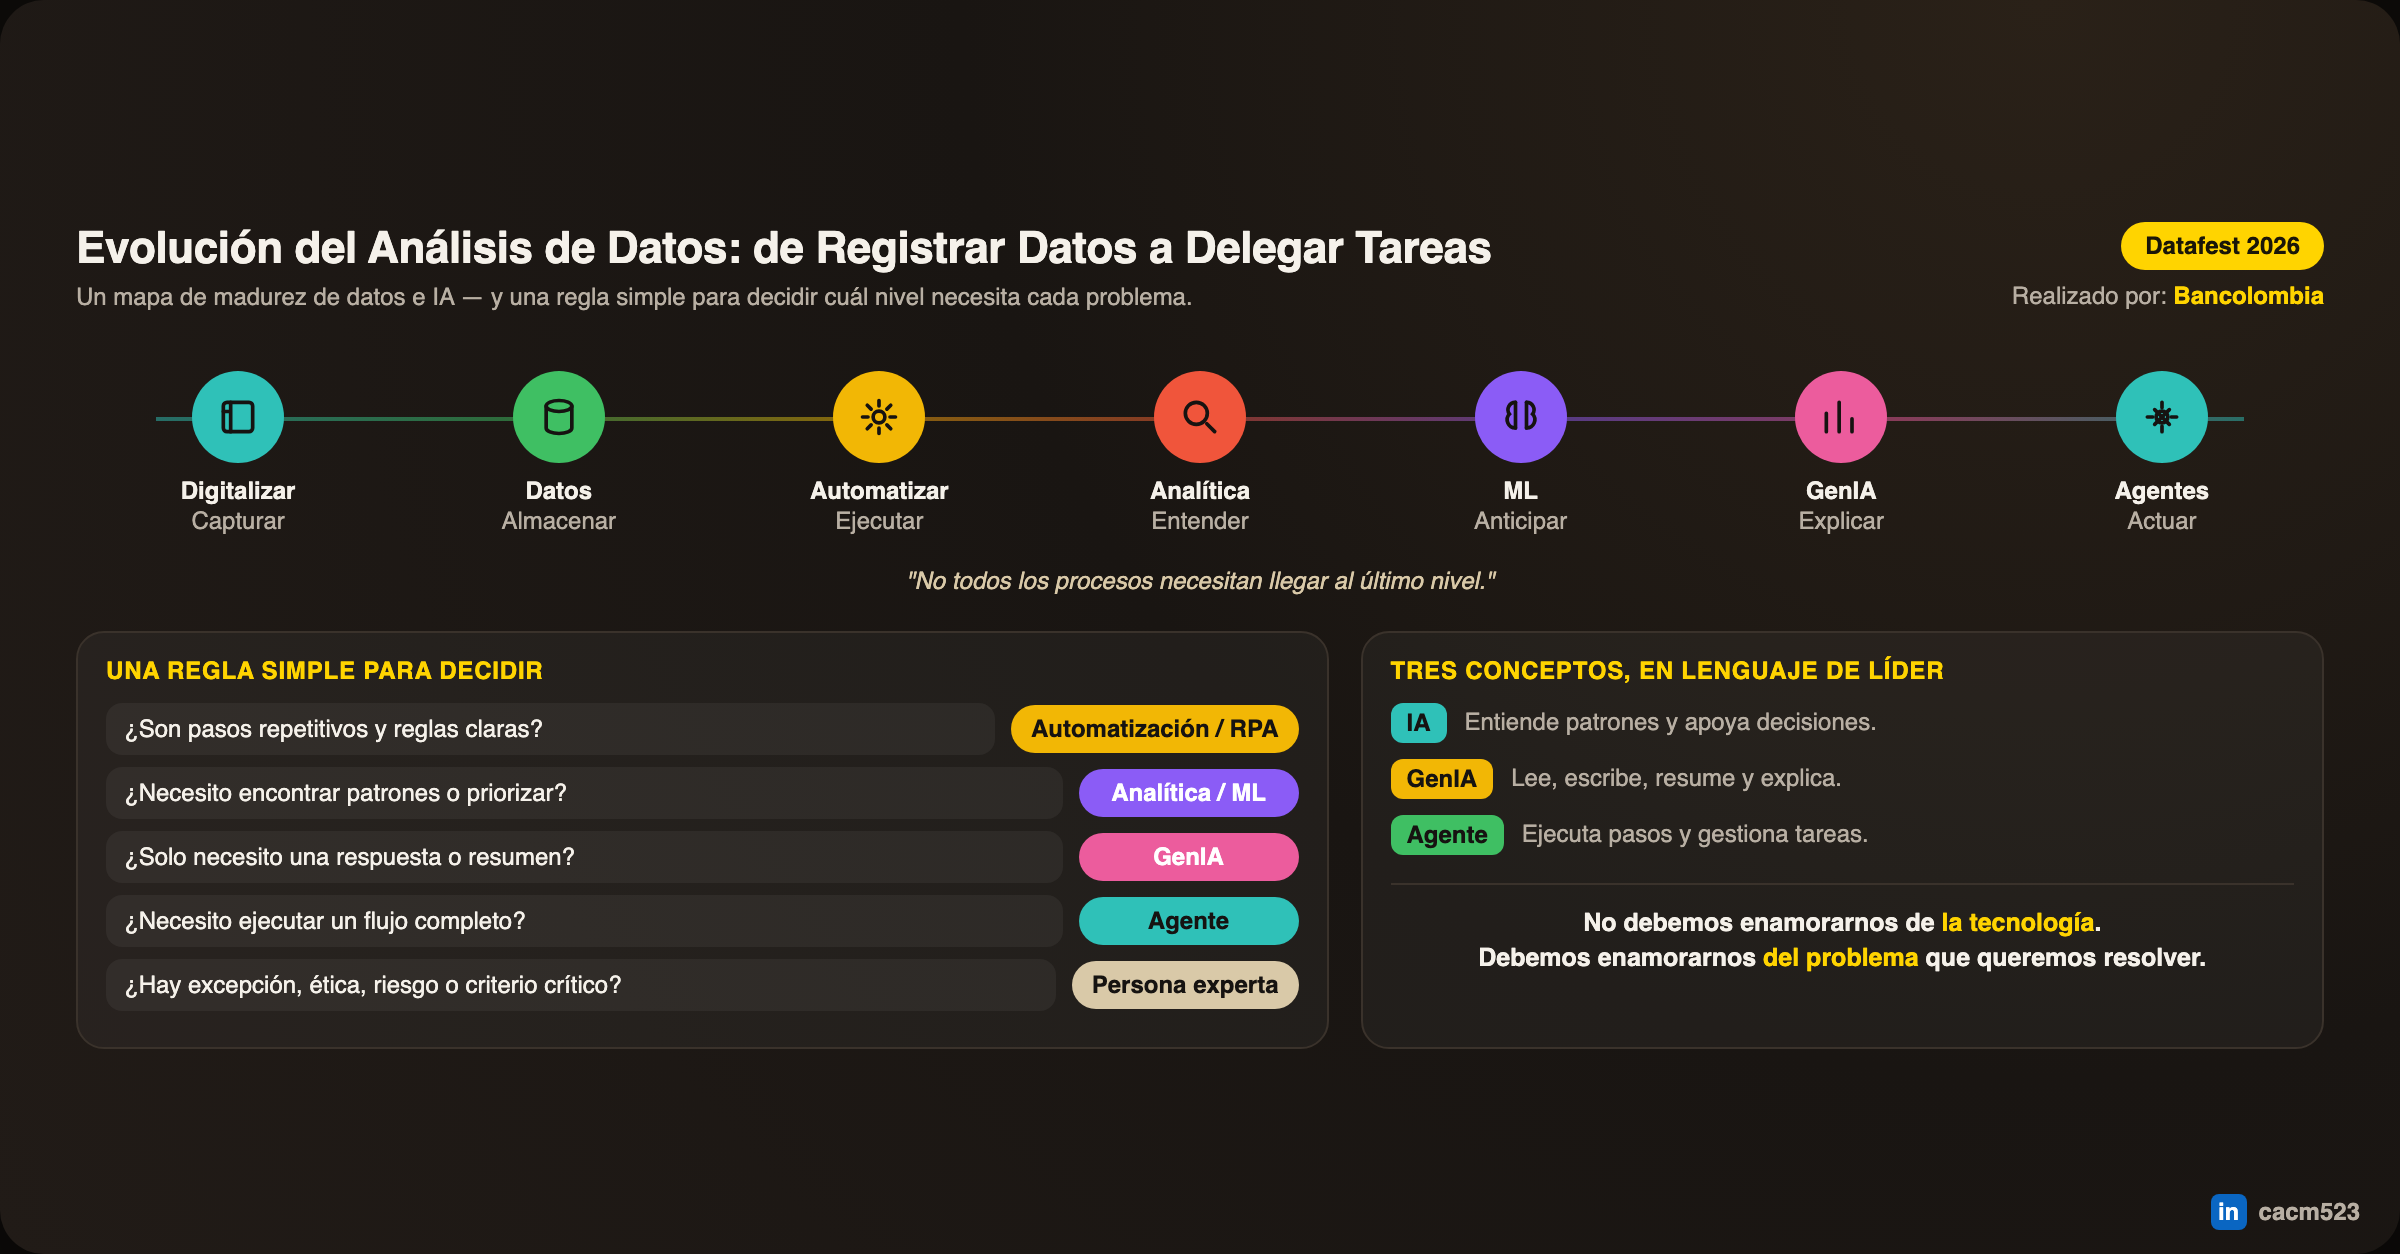 Evolución del Análisis de Datos: de Registrar Datos a Delegar Tareas
Un mapa de madurez de datos e IA — y una regla simple para decidir cuál nivel necesita cada problema.
Datafest 2026
Realizado por: Bancolombia
Digitalizar
Capturar
Datos
Almacenar
Automatizar
Ejecutar
Analítica
Entender
ML
Anticipar
GenIA
Explicar
Agentes
Actuar
"No todos los procesos necesitan llegar al último nivel."
UNA REGLA SIMPLE PARA DECIDIR
¿Son pasos repetitivos y reglas claras?
Automatización / RPA
¿Necesito encontrar patrones o priorizar?
Analítica / ML
¿Solo necesito una respuesta o resumen?
GenIA
¿Necesito ejecutar un flujo completo?
Agente
¿Hay excepción, ética, riesgo o criterio crítico?
Persona experta
TRES CONCEPTOS, EN LENGUAJE DE LÍDER
IA Entiende patrones y apoya decisiones.
GenIA Lee, escribe, resume y explica.
Agente Ejecuta pasos y gestiona tareas.
No debemos enamorarnos de la tecnología.
Debemos enamorarnos del problema que queremos resolver.
in cacm523